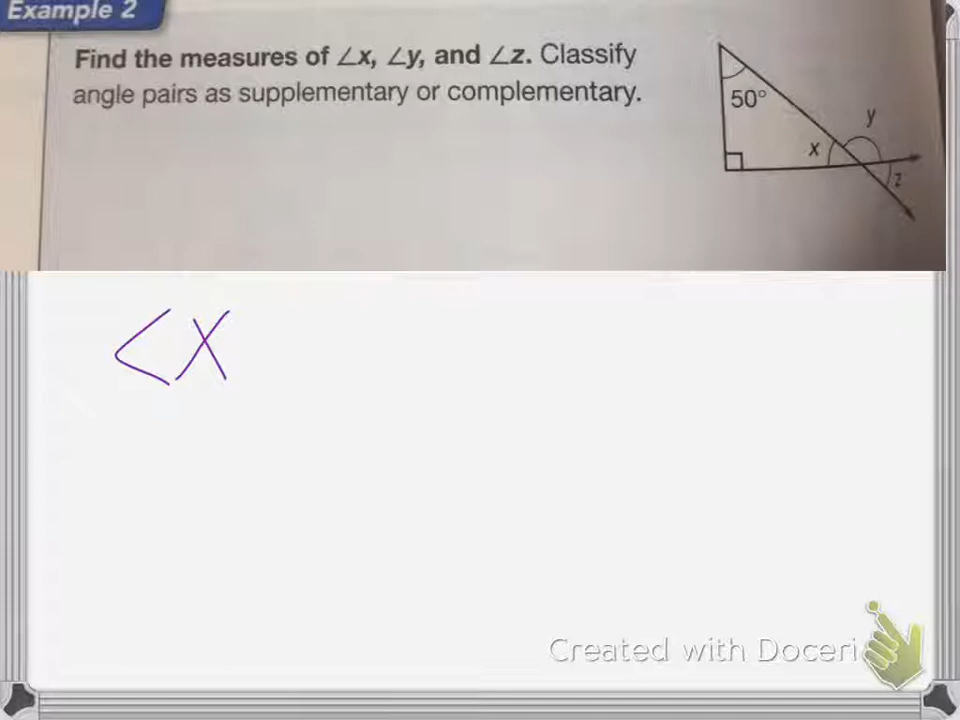 Example 2
Find the measures of ∠x, ∠y, and ∠z. Classify
angle pairs as supplementary or complementary.
50°
y
x
z
<X
Created with Doceri